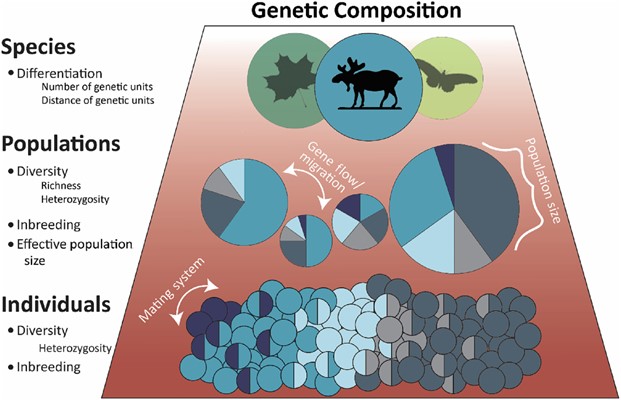 Genetic Composition
Species
• Differentiation
Number of genetic units
Distance of genetic units
Populations
• Diversity
Richness
Heterozygosity
• Inbreeding
• Effective population
size
Gene flow/
migration
Population size
Individuals
• Diversity
Heterozygosity
• Inbreeding
Mating system